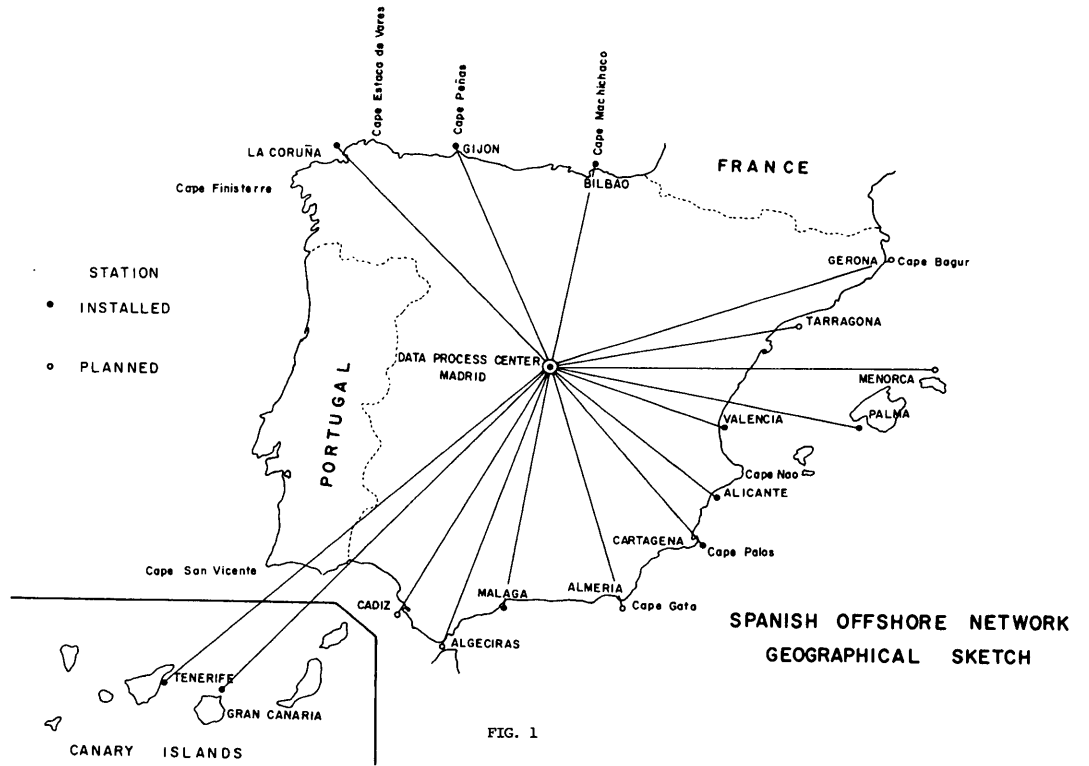 Cape Estaca de Vares
Cape Peñas
Cape Machichaco
LA CORUÑA
GIJON
BILBAO
FRANCE
Cape Finisterre
GERONA
Cape Bagur
STATION
INSTALLED
PLANNED
TARRAGONA
DATA PROCESS CENTER
MADRID
MENORCA
PALMA
VALENCIA
PORTUGAL
Cape Nao
ALICANTE
CARTAGENA
Cape Palos
Cape San Vicente
CADIZ
MALAGA
ALMERIA
Cape Gata
ALGECIRAS
SPANISH OFFSHORE NETWORK
GEOGRAPHICAL SKETCH
TENERIFE
GRAN CANARIA
CANARY ISLANDS
FIG. 1